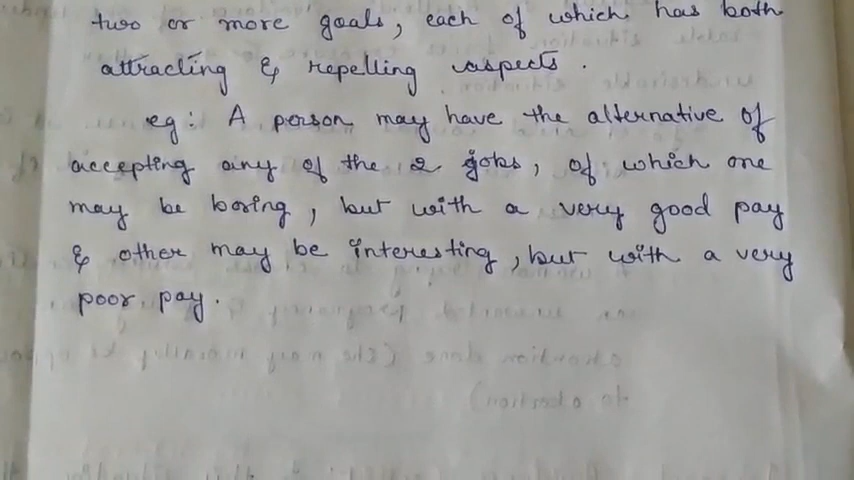 two or more goals, each of which has both
attracting & repelling aspects.
eg: A person may have the alternative of
accepting any of the 2 jobs, of which one
may be boring, but with a very good pay
& other may be interesting, but with a very
poor pay.